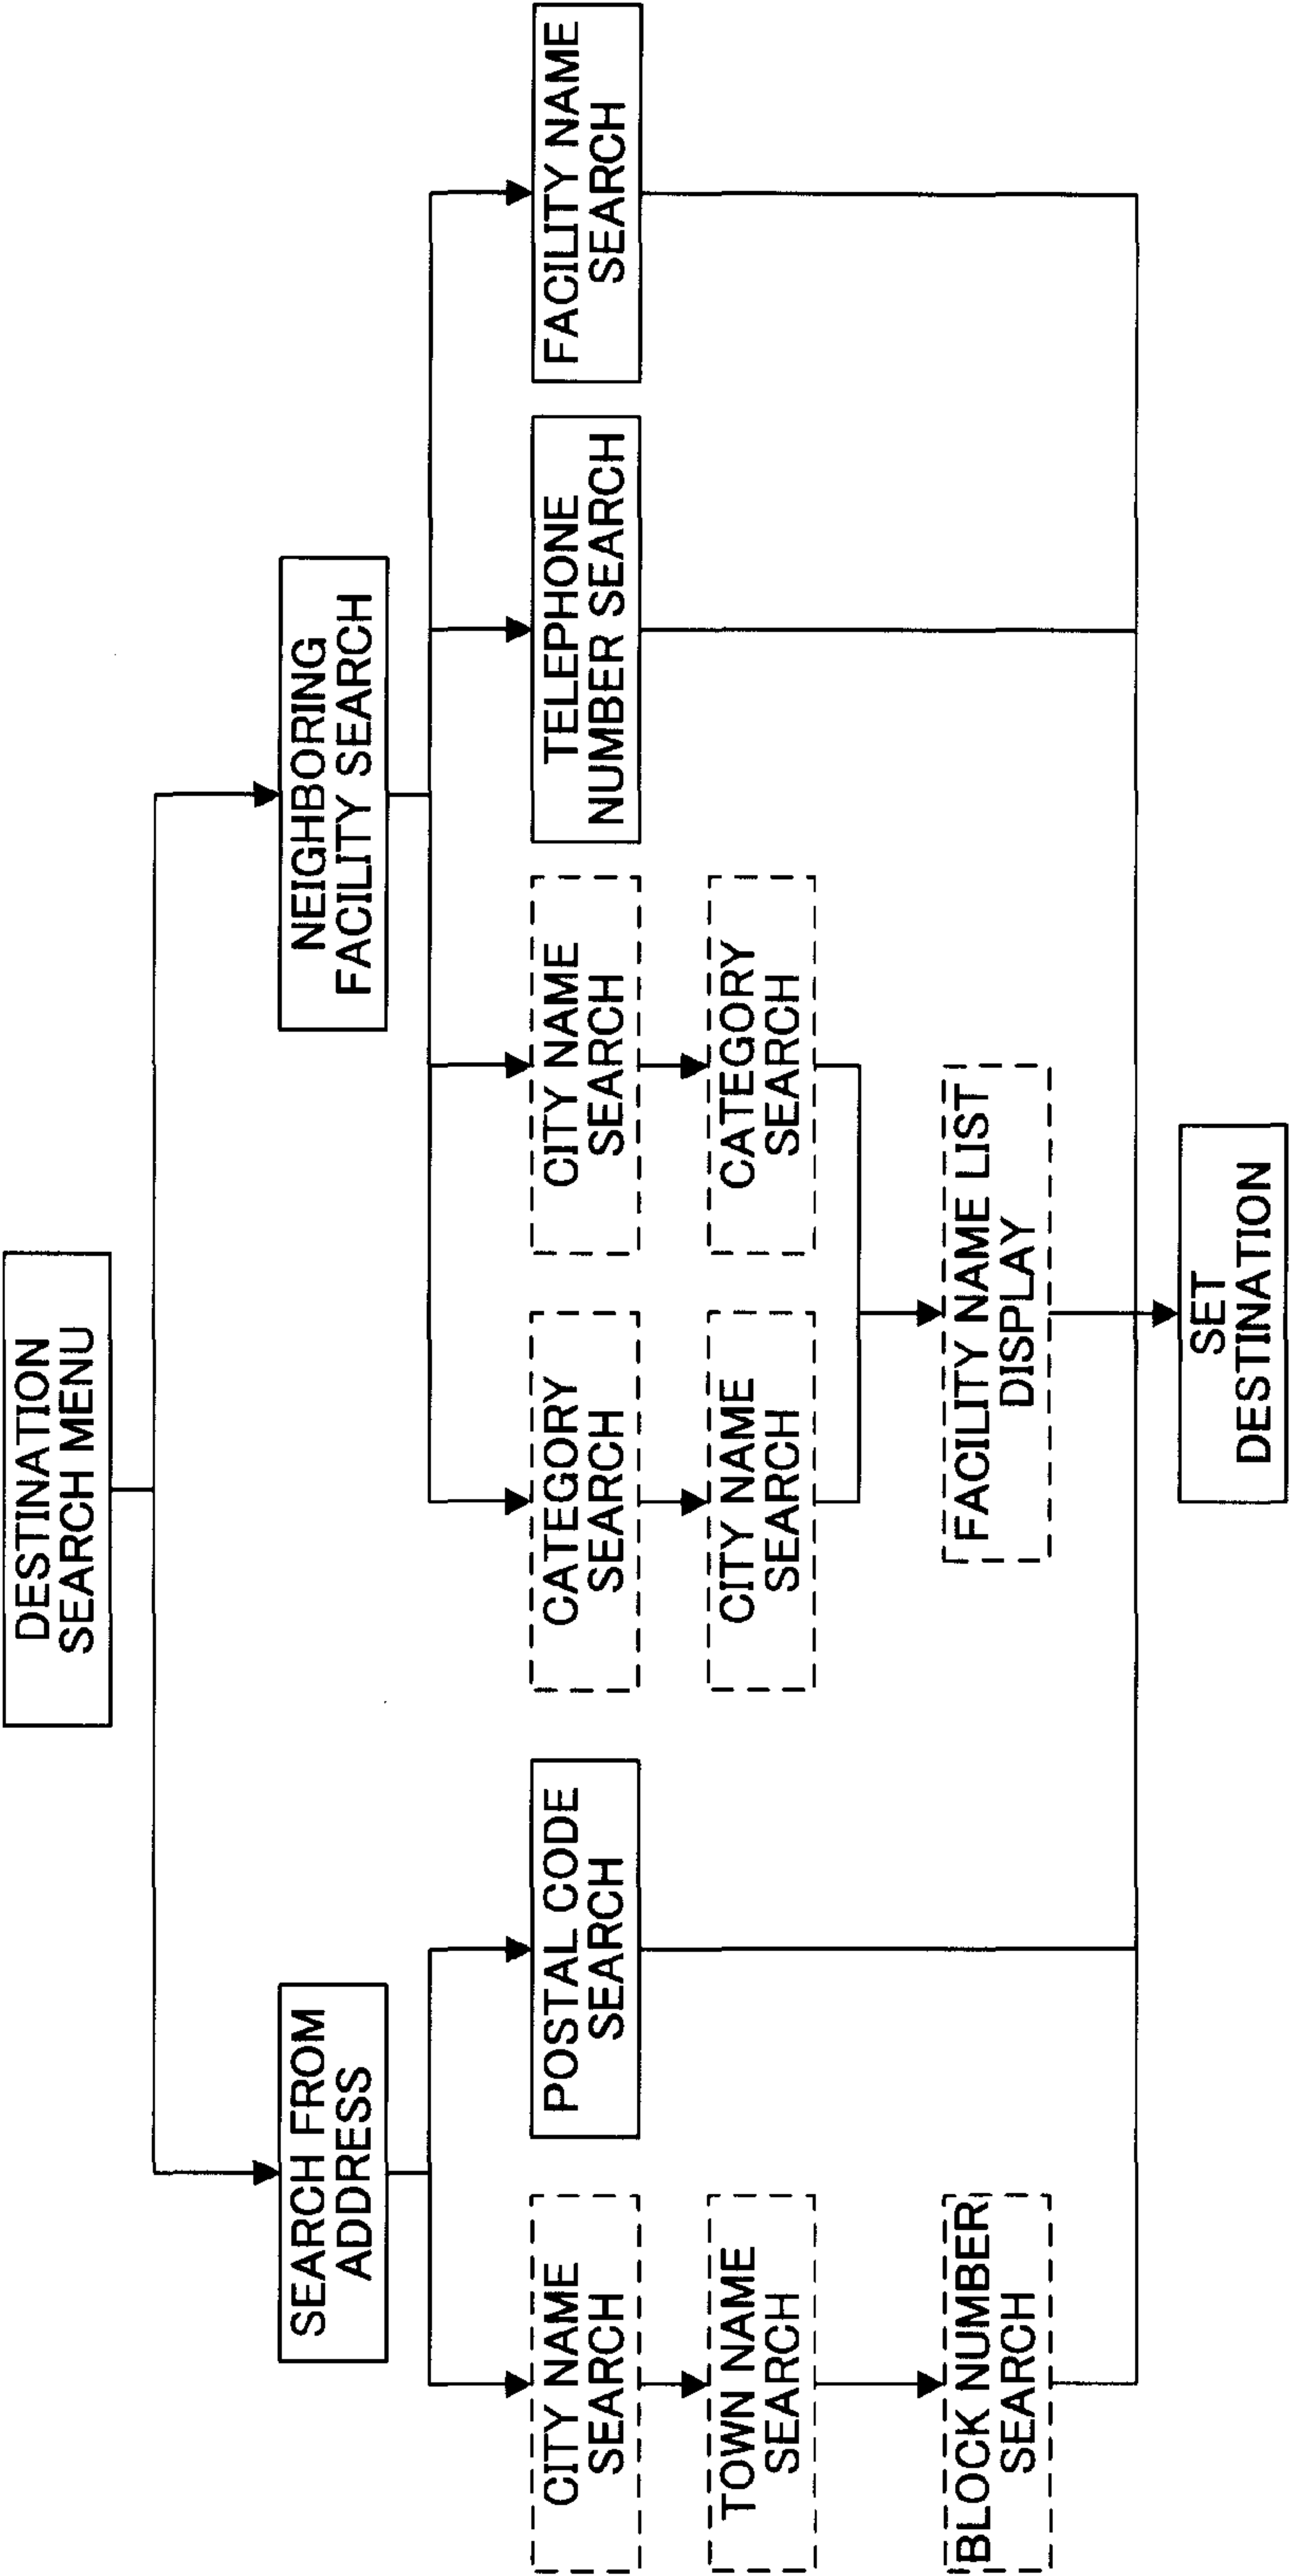 DESTINATION
SEARCH MENU
SEARCH FROM
ADDRESS
NEIGHBORING
FACILITY SEARCH
CITY NAME
SEARCH
POSTAL CODE
SEARCH
CATEGORY
SEARCH
CITY NAME
SEARCH
TELEPHONE
NUMBER SEARCH
FACILITY NAME
SEARCH
TOWN NAME
SEARCH
CITY NAME
SEARCH
CATEGORY
SEARCH
BLOCK NUMBER
SEARCH
FACILITY NAME LIST
DISPLAY
SET
DESTINATION